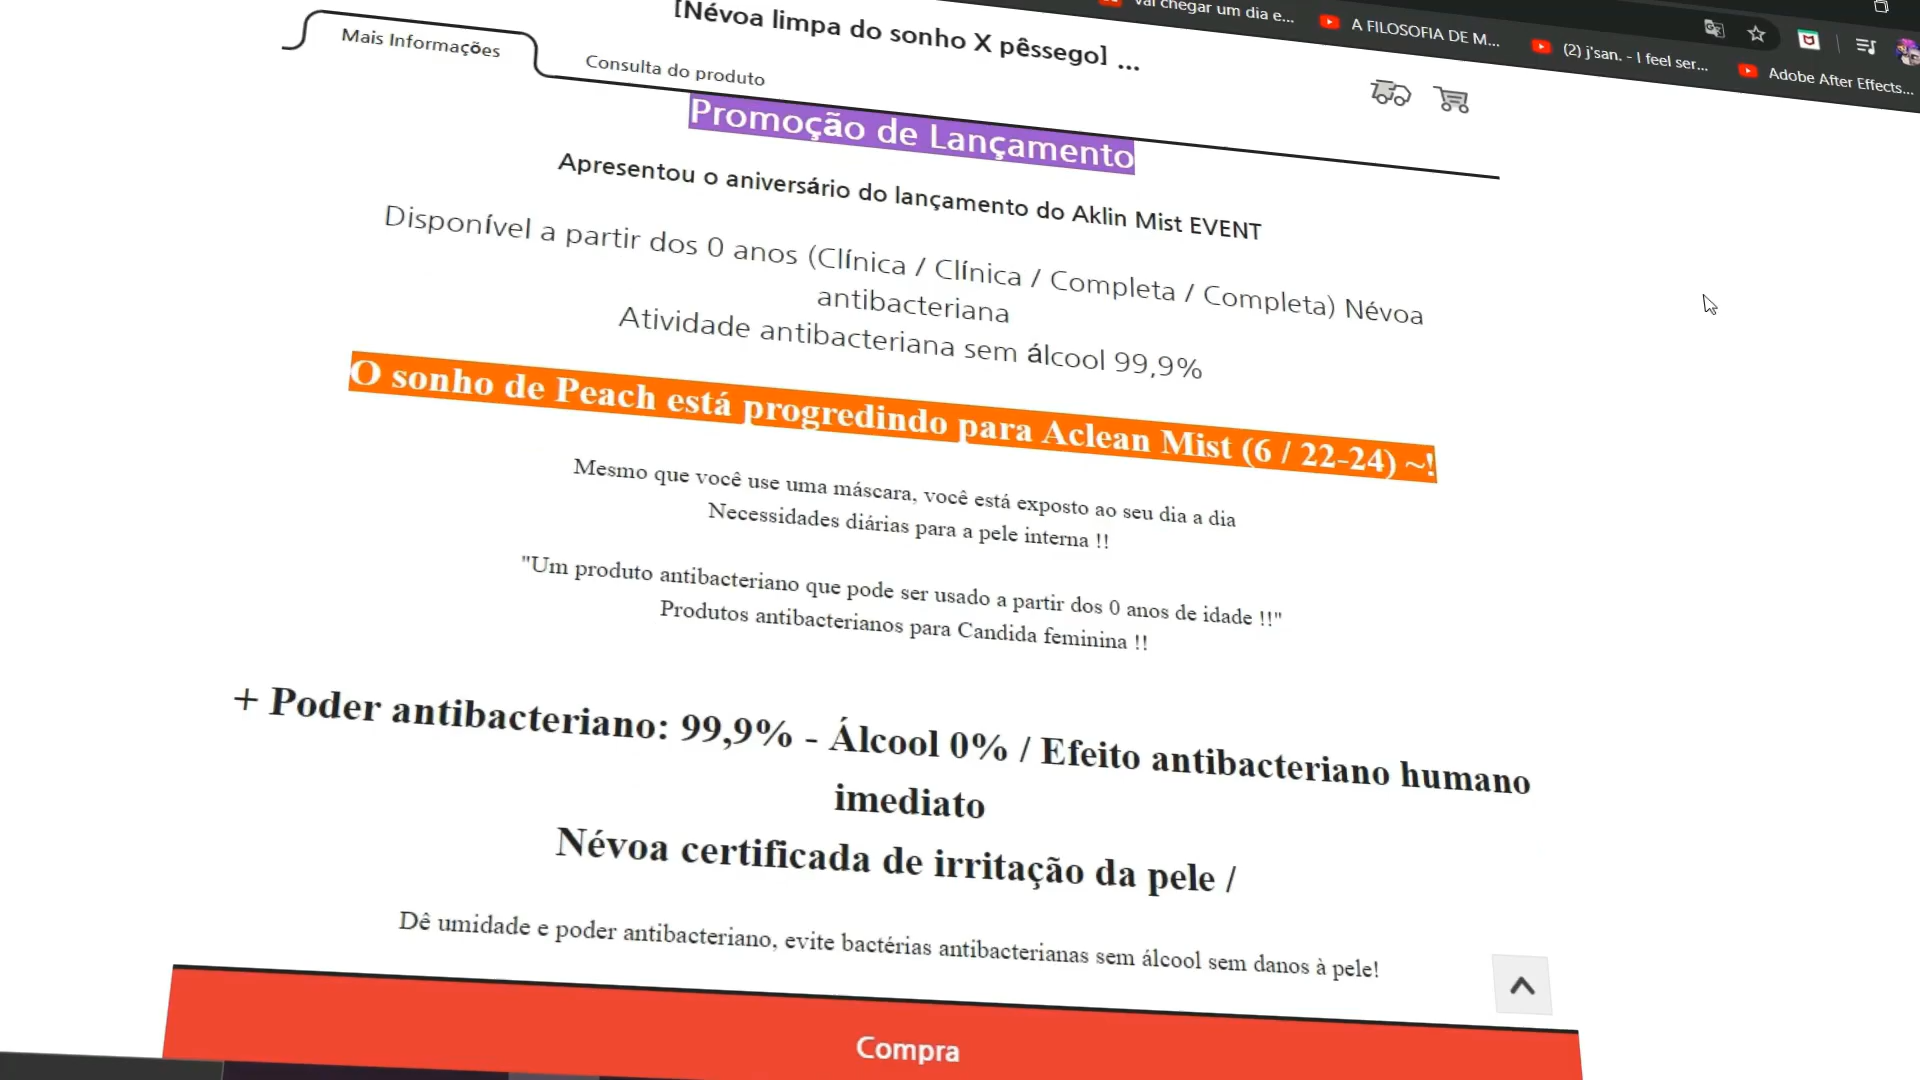 Vai chegar um dia e...
A FILOSOFIA DE M...
(2) j'san. - I feel ser...
Adobe After Effects...
[Névoa limpa do sonho X pêssego] ...
Mais Informações
Consulta do produto
Promoção de Lançamento
Apresentou o aniversário do lançamento do Aklin Mist EVENT
Disponível a partir dos 0 anos (Clínica / Clínica / Completa / Completa) Névoa
antibacteriana
Atividade antibacteriana sem álcool 99,9%
O sonho de Peach está progredindo para Aclean Mist (6 / 22-24) ~!
Mesmo que você use uma máscara, você está exposto ao seu dia a dia
Necessidades diárias para a pele interna !!
"Um produto antibacteriano que pode ser usado a partir dos 0 anos de idade !!"
Produtos antibacterianos para Candida feminina !!
+ Poder antibacteriano: 99,9% - Álcool 0% / Efeito antibacteriano humano
imediato
Névoa certificada de irritação da pele /
Dê umidade e poder antibacteriano, evite bactérias antibacterianas sem álcool sem danos à pele!
Compra